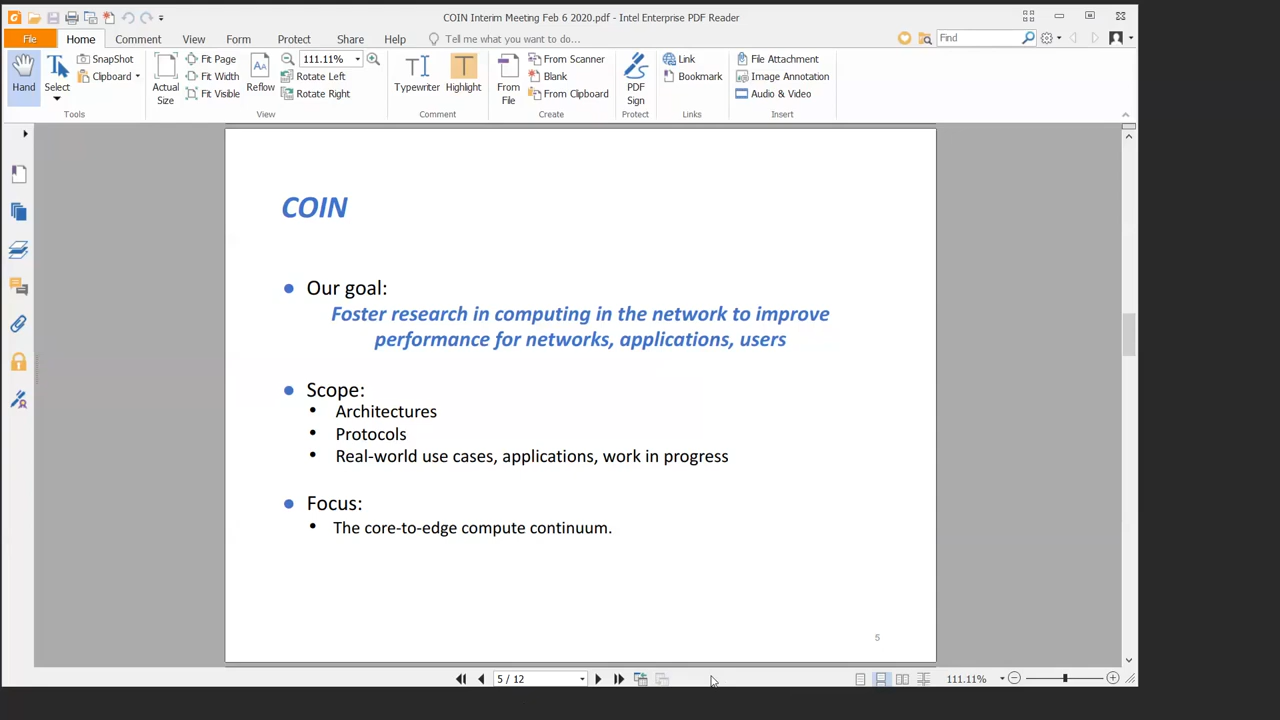 COIN Interim Meeting Feb 6 2020.pdf - Intel Enterprise PDF Reader
File Home Comment View Form Protect Share Help Tell me what you want to do... Find
Hand
Select
SnapShot
Clipboard
Tools
Actual Size
Fit Page
Fit Width
Fit Visible
Reflow
111.11%
Rotate Left
Rotate Right
View
Typewriter
Highlight
Comment
From File
From Scanner
Blank
From Clipboard
Create
PDF Sign
Protect
Link
Bookmark
Links
File Attachment
Image Annotation
Audio & Video
Insert
COIN
Our goal:
Foster research in computing in the network to improve
performance for networks, applications, users
Scope:
Architectures
Protocols
Real-world use cases, applications, work in progress
Focus:
The core-to-edge compute continuum.
5
5 / 12
111.11%